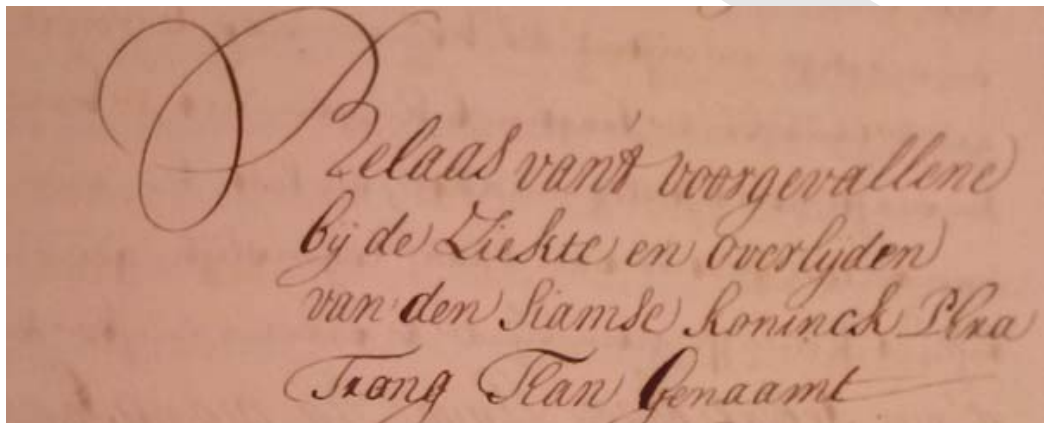 Relaas vant voorgevallene
bij de Ziekte en overlijden
van den Siamse koninck Phra
Trong Than Genaamt